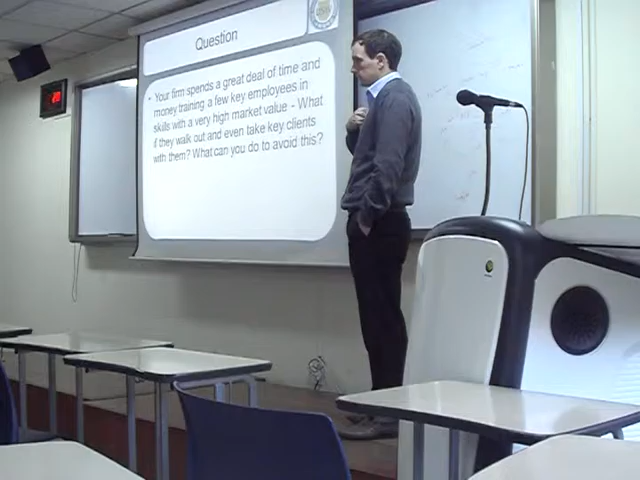 Question
• Your firm spends a great deal of time and
money training a few key employees in
skills with a very high market value - What
if they walk out and even take key clients
with them? What can you do to avoid this?